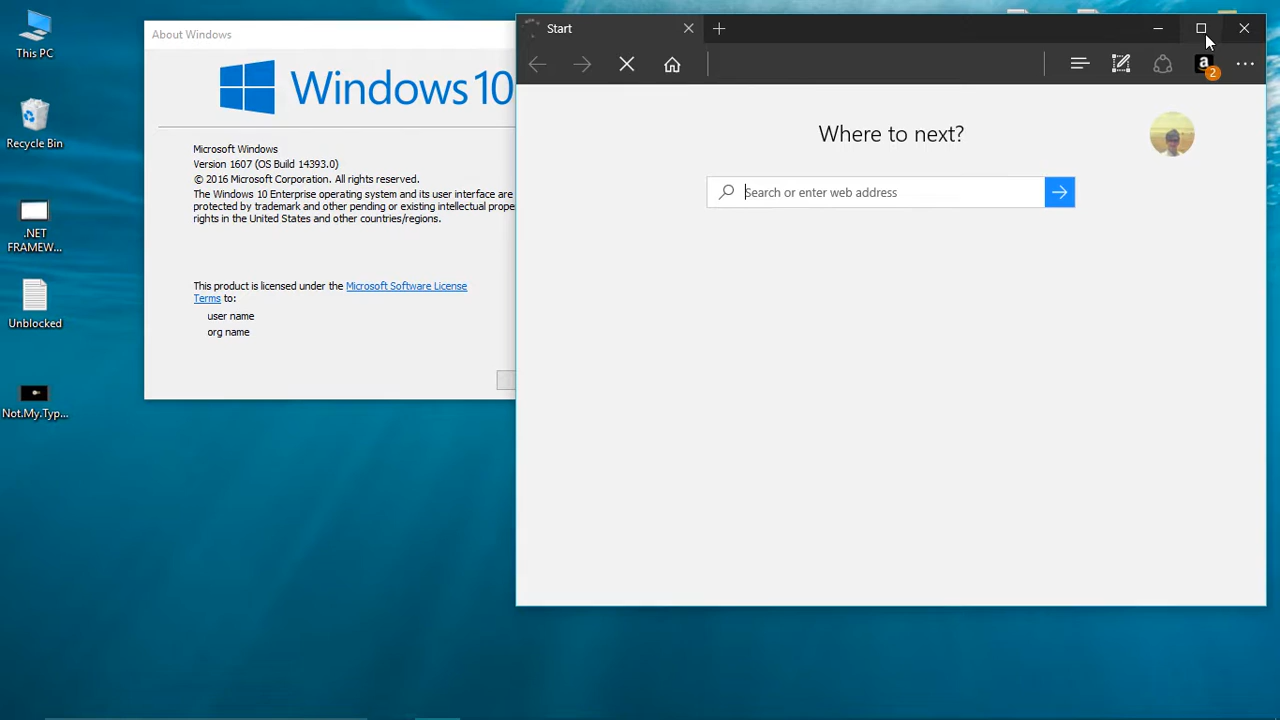 This PC
Recycle Bin
.NET
FRAMEW...
Unblocked
Not.My.Typ...
About Windows
Windows 10
Microsoft Windows
Version 1607 (OS Build 14393.0)
© 2016 Microsoft Corporation. All rights reserved.
The Windows 10 Enterprise operating system and its user interface are
protected by trademark and other pending or existing intellectual prope
rights in the United States and other countries/regions.
This product is licensed under the Microsoft Software License
Terms to:
user name
org name
Start
a
2
Where to next?
Search or enter web address